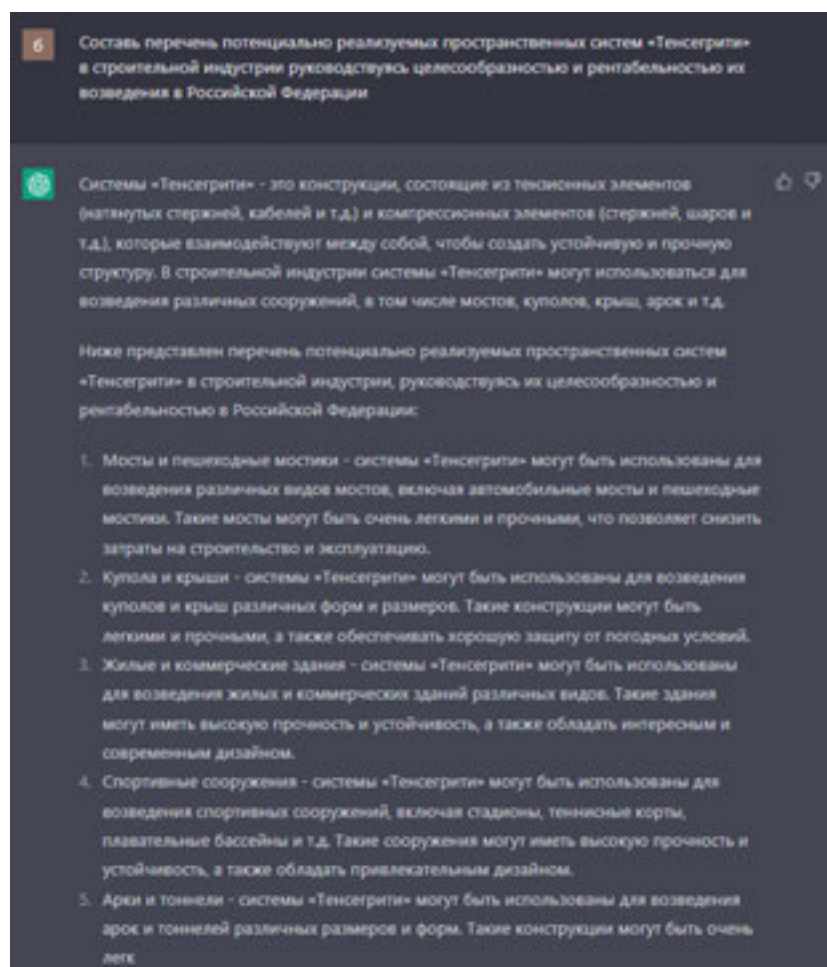 б
Составь перечень потенциально реализуемых пространственных систем «Тенсегрити»
в строительной индустрии руководствуясь целесообразностью и рентабельностью их
возведения в Российской Федерации
Системы «Тенсегрити» - это конструкции, состоящие из тензионных элементов
(натянутых стержней, кабелей и т.д.) и компрессионных элементов (стержней, шаров и
т.д.), которые взаимодействуют между собой, чтобы создать устойчивую и прочную
структуру. В строительной индустрии системы «Тенсегрити» могут использоваться для
возведения различных сооружений, в том числе мостов, куполов, крыш, арок и т.д.
Ниже представлен перечень потенциально реализуемых пространственных систем
«Тенсегрити» в строительной индустрии, руководствуясь их целесообразностью и
рентабельностью в Российской Федерации:
1. Мосты и пешеходные мостики - системы «Тенсегрити» могут быть использованы для
возведения различных видов мостов, включая автомобильные мосты и пешеходные
мостики. Такие мосты могут быть очень легкими и прочными, что позволяет снизить
затраты на строительство и эксплуатацию.
2. Купола и крыши - системы «Тенсегрити» могут быть использованы для возведения
куполов и крыш различных форм и размеров. Такие конструкции могут быть
легкими и прочными, а также обеспечивать хорошую защиту от погодных условий.
3. Жилые и коммерческие здания - системы «Тенсегрити» могут быть использованы
для возведения жилых и коммерческих зданий различных видов. Такие здания
могут иметь высокую прочность и устойчивость, а также обладать интересным и
современным дизайном.
4. Спортивные сооружения - системы «Тенсегрити» могут быть использованы для
возведения спортивных сооружений, включая стадионы, теннисные корты,
плавательные бассейны и т.д. Такие сооружения могут иметь высокую прочность и
устойчивость, а также обладать привлекательным дизайном.
5. Арки и тоннели - системы «Тенсегрити» могут быть использованы для возведения
арок и тоннелей различных размеров и форм. Такие конструкции могут быть очень
легк